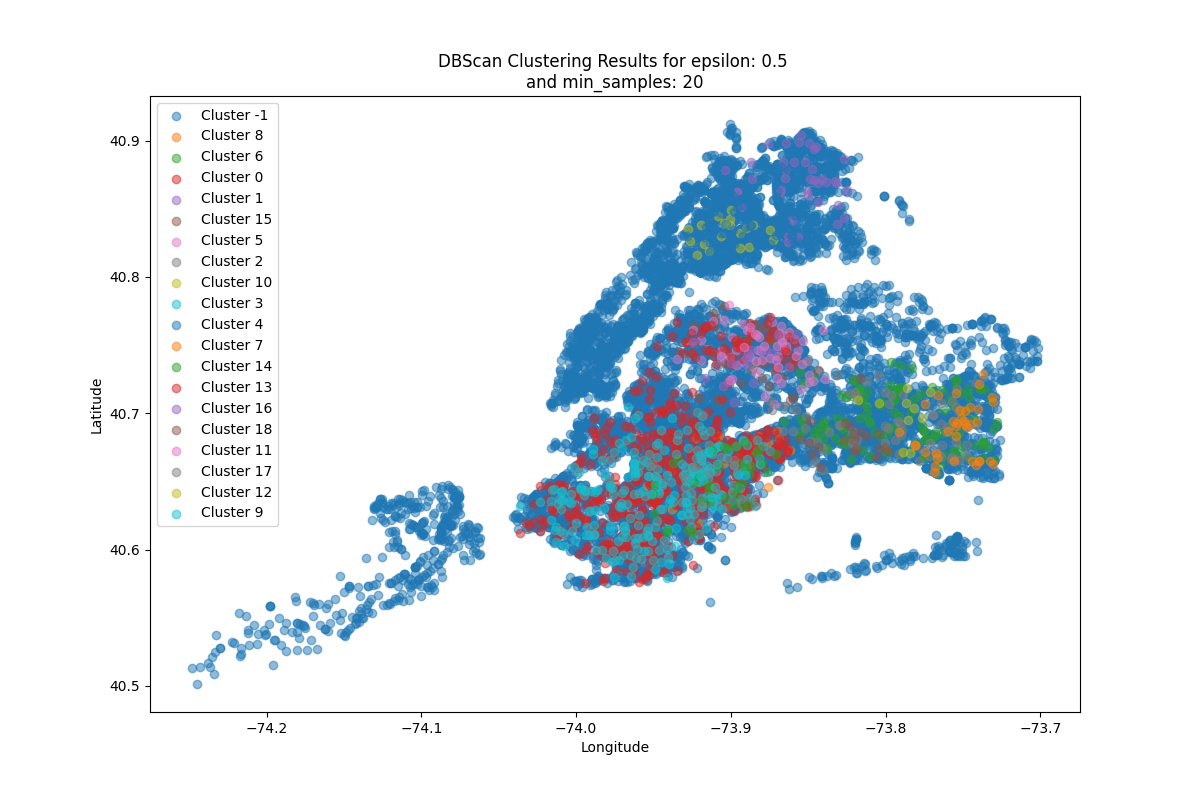 DBScan Clustering Results for epsilon: 0.5
and min_samples: 20
Cluster -1
Cluster 8
Cluster 6
Cluster 0
Cluster 1
Cluster 15
Cluster 5
Cluster 2
Cluster 10
Cluster 3
Cluster 4
Cluster 7
Cluster 14
Cluster 13
Cluster 16
Cluster 18
Cluster 11
Cluster 17
Cluster 12
Cluster 9
40.9
40.8
40.7
40.6
40.5
Latitude
−74.2
−74.1
−74.0
−73.9
−73.8
−73.7
Longitude